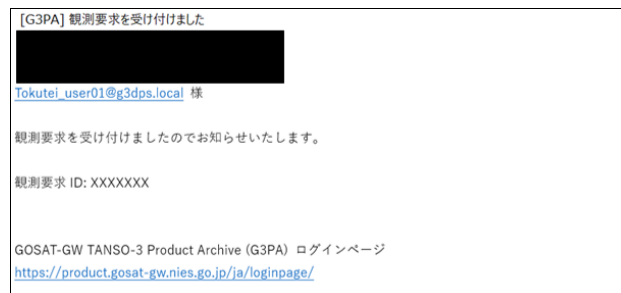 [G3PA] 観測要求を受け付けました
Tokutei_user01@g3dps.local 様
観測要求を受け付けましたのでお知らせいたします。
観測要求 ID: XXXXXXX
GOSAT-GW TANSO-3 Product Archive (G3PA) ログインページ
https://product.gosat-gw.nies.go.jp/ja/loginpage/